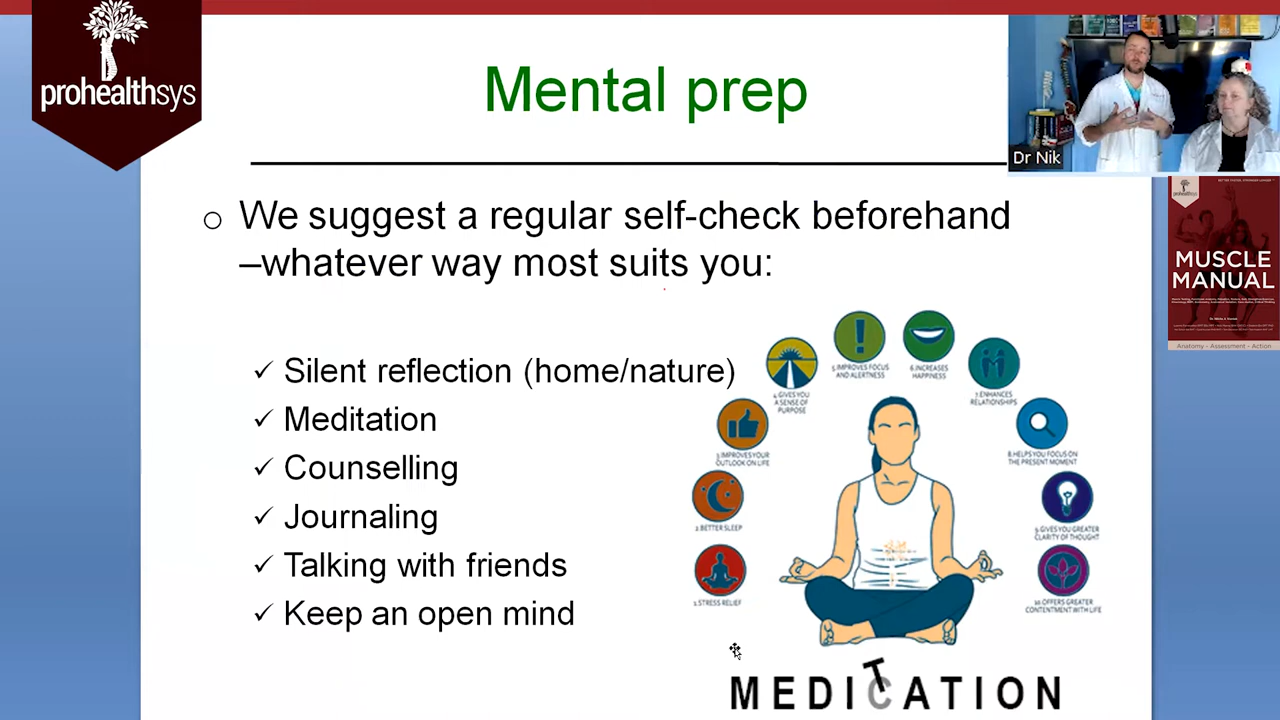 prohealthsys
Mental prep
Dr Nik
MUSCLE
MANUAL
Anatomy - Assessment - Action
o We suggest a regular self-check beforehand
–whatever way most suits you:
✓ Silent reflection (home/nature)
✓ Meditation
✓ Counselling
✓ Journaling
✓ Talking with friends
✓ Keep an open mind
1. STRESS RELIEF
2. BETTER SLEEP
3. IMPROVES YOUR
OUTLOOK ON LIFE
4. GIVES YOU
A SENSE OF
PURPOSE
5. IMPROVES FOCUS
AND ALERTNESS
6. INCREASES
HAPPINESS
7. ENHANCES
RELATIONSHIPS
8. HELPS YOU FOCUS ON
THE PRESENT MOMENT
9. GIVES YOU GREATER
CLARITY OF THOUGHT
10. OFFERS GREATER
CONTENTMENT WITH LIFE
T
MEDICATION